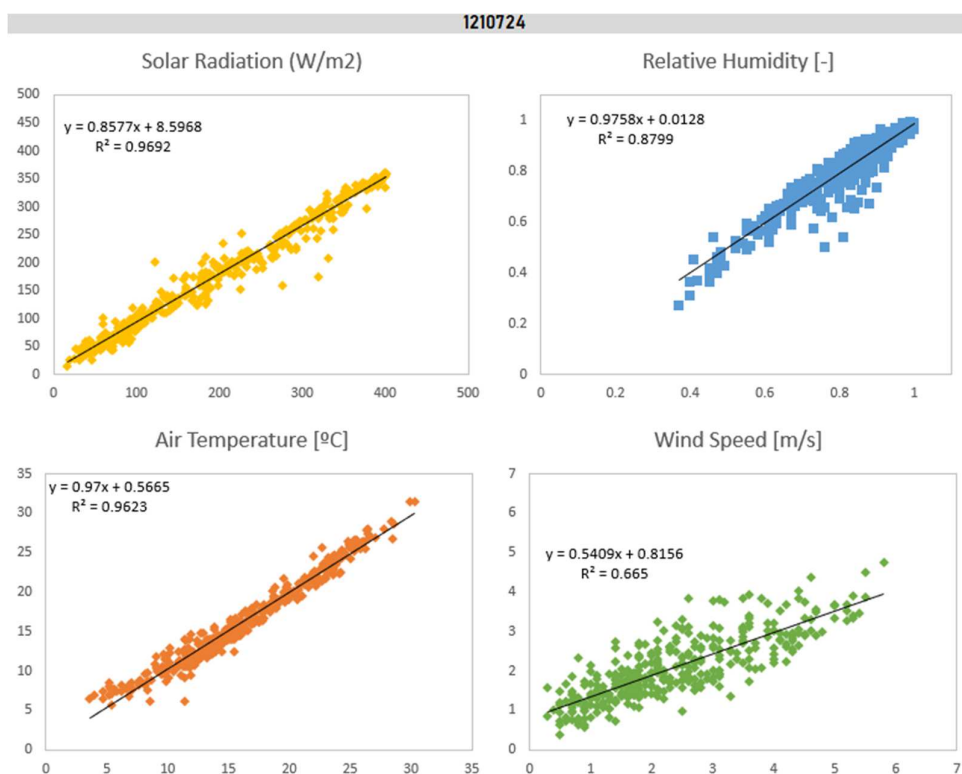 1210724
Solar Radiation (W/m2)
500
450
400
350
300
250
200
150
100
50
0
y = 0.8577x + 8.5968
R² = 0.9692
0 100 200 300 400 500
Relative Humidity [-]
1
0.8
0.6
0.4
0.2
0
y = 0.9758x + 0.0128
R² = 0.8799
0 0.2 0.4 0.6 0.8 1
Air Temperature [ºC]
35
30
25
20
15
10
5
0
y = 0.97x + 0.5665
R² = 0.9623
0 5 10 15 20 25 30 35
Wind Speed [m/s]
7
6
5
4
3
2
1
0
y = 0.5409x + 0.8156
R² = 0.665
0 1 2 3 4 5 6 7